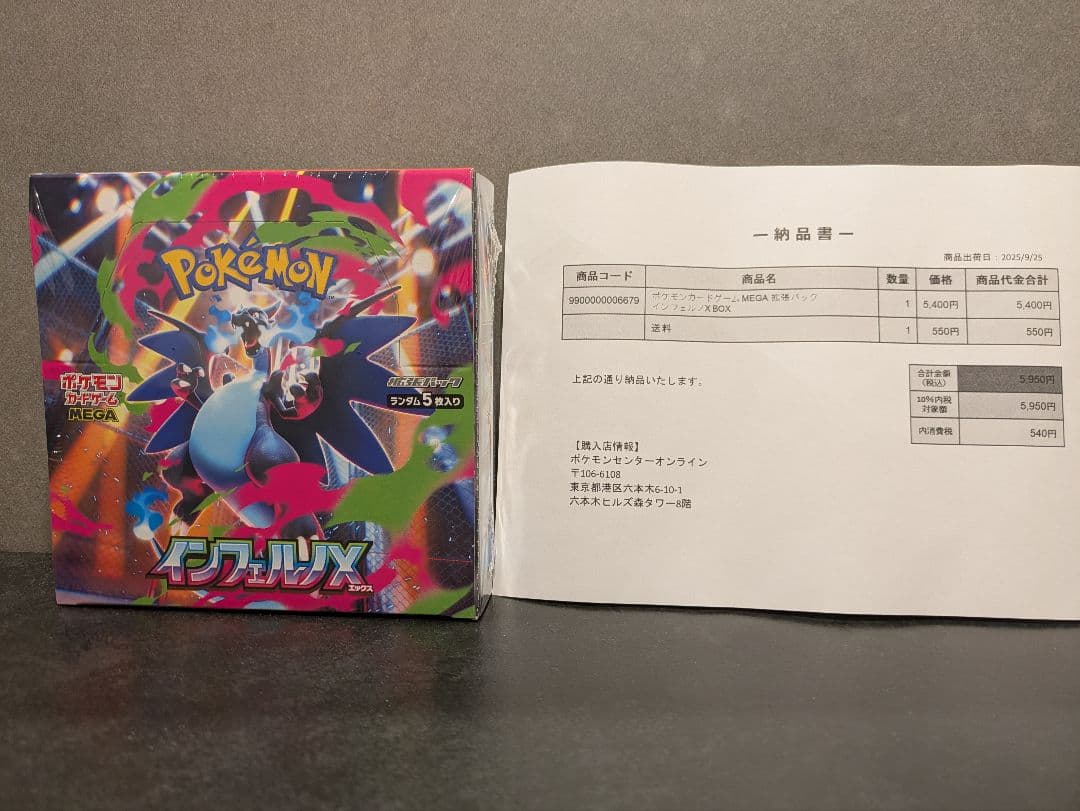 POKÉMON
TM
ポケモン
カードゲーム
MEGA
拡張パック
ランダム5枚入り
インフェルノX
エックス
ー納品書ー
商品出荷日:2025/9/25
商品コード 商品名 数量 価格 商品代金合計
9900000006679 ポケモンカードゲーム MEGA 拡張パック 1 5,400円 5,400円
インフェルノX BOX
送料 1 550円 550円
上記の通り納品いたします。
合計金額 5,950円
(税込)
10%内税 5,950円
対象額
内消費税 540円
【購入店情報】
ポケモンセンターオンライン
〒106-6108
東京都港区六本木6-10-1
六本木ヒルズ森タワー8階